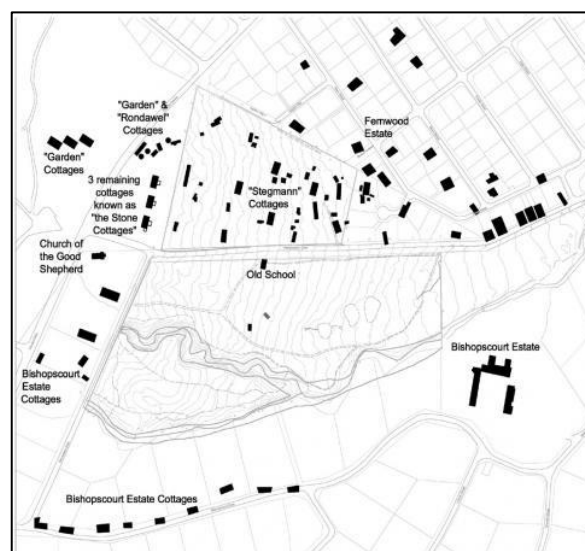 "Garden" &
"Rondawel"
Cottages
Fernwood
Estate
"Garden"
Cottages
3 remaining
cottages
known as
"the Stone
Cottages"
"Stegmann"
Cottages
Church of
the Good
Shepherd
Old School
Bishopscourt Estate
Bishopscourt
Estate
Cottages
Bishopscourt Estate Cottages